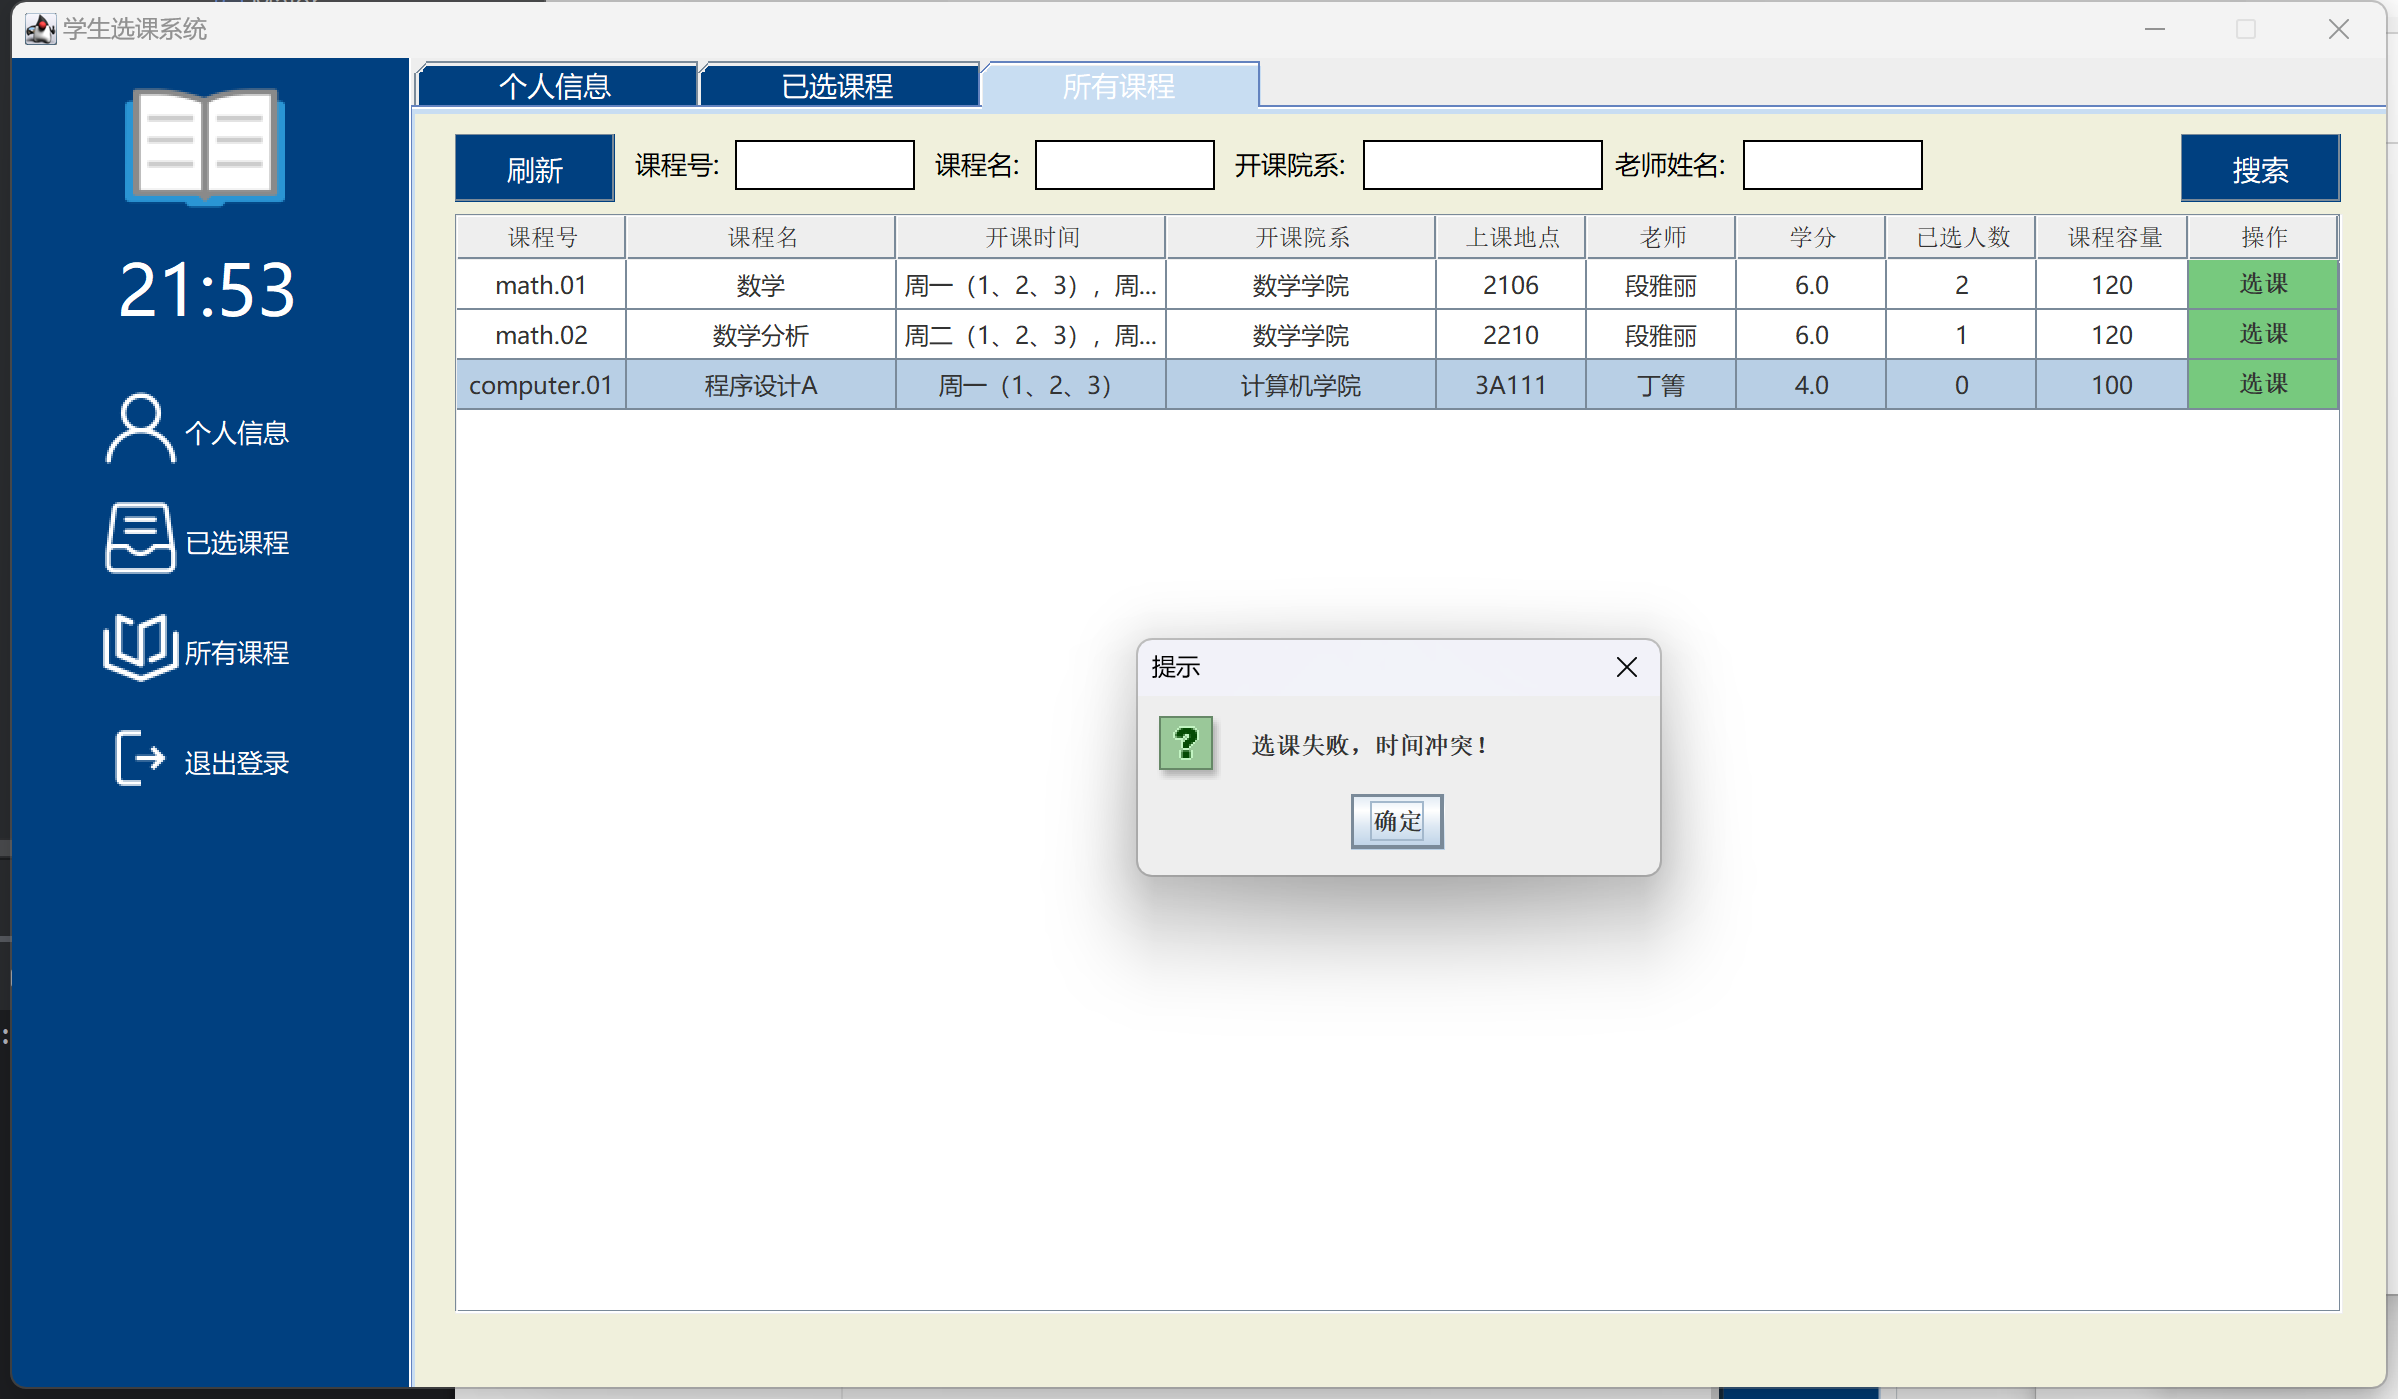 学生选课系统
个人信息 已选课程 所有课程
21:53
个人信息
已选课程
所有课程
退出登录
刷新 课程号: 课程名: 开课院系: 老师姓名: 搜索
课程号 课程名 开课时间 开课院系 上课地点 老师 学分 已选人数 课程容量 操作
math.01 数学 周一（1、2、3），周... 数学学院 2106 段雅丽 6.0 2 120 选课
math.02 数学分析 周二（1、2、3），周... 数学学院 2210 段雅丽 6.0 1 120 选课
computer.01 程序设计A 周一（1、2、3） 计算机学院 3A111 丁箐 4.0 0 100 选课
提示
?
选课失败，时间冲突！
确定